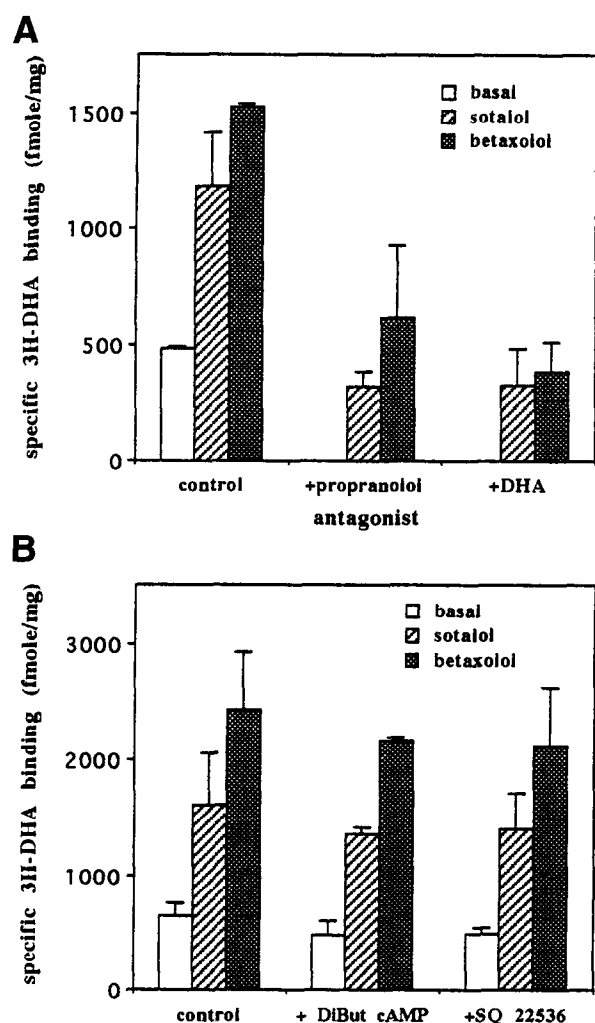 A
specific 3H-DHA binding (fmole/mg)
1500
1000
500
0
basal
sotalol
betaxolol
control
+propranolol
+DHA
antagonist
B
specific 3H-DHA binding (fmole/mg)
3000
2000
1000
0
basal
sotalol
betaxolol
control
+ DiBut cAMP
+SQ 22536